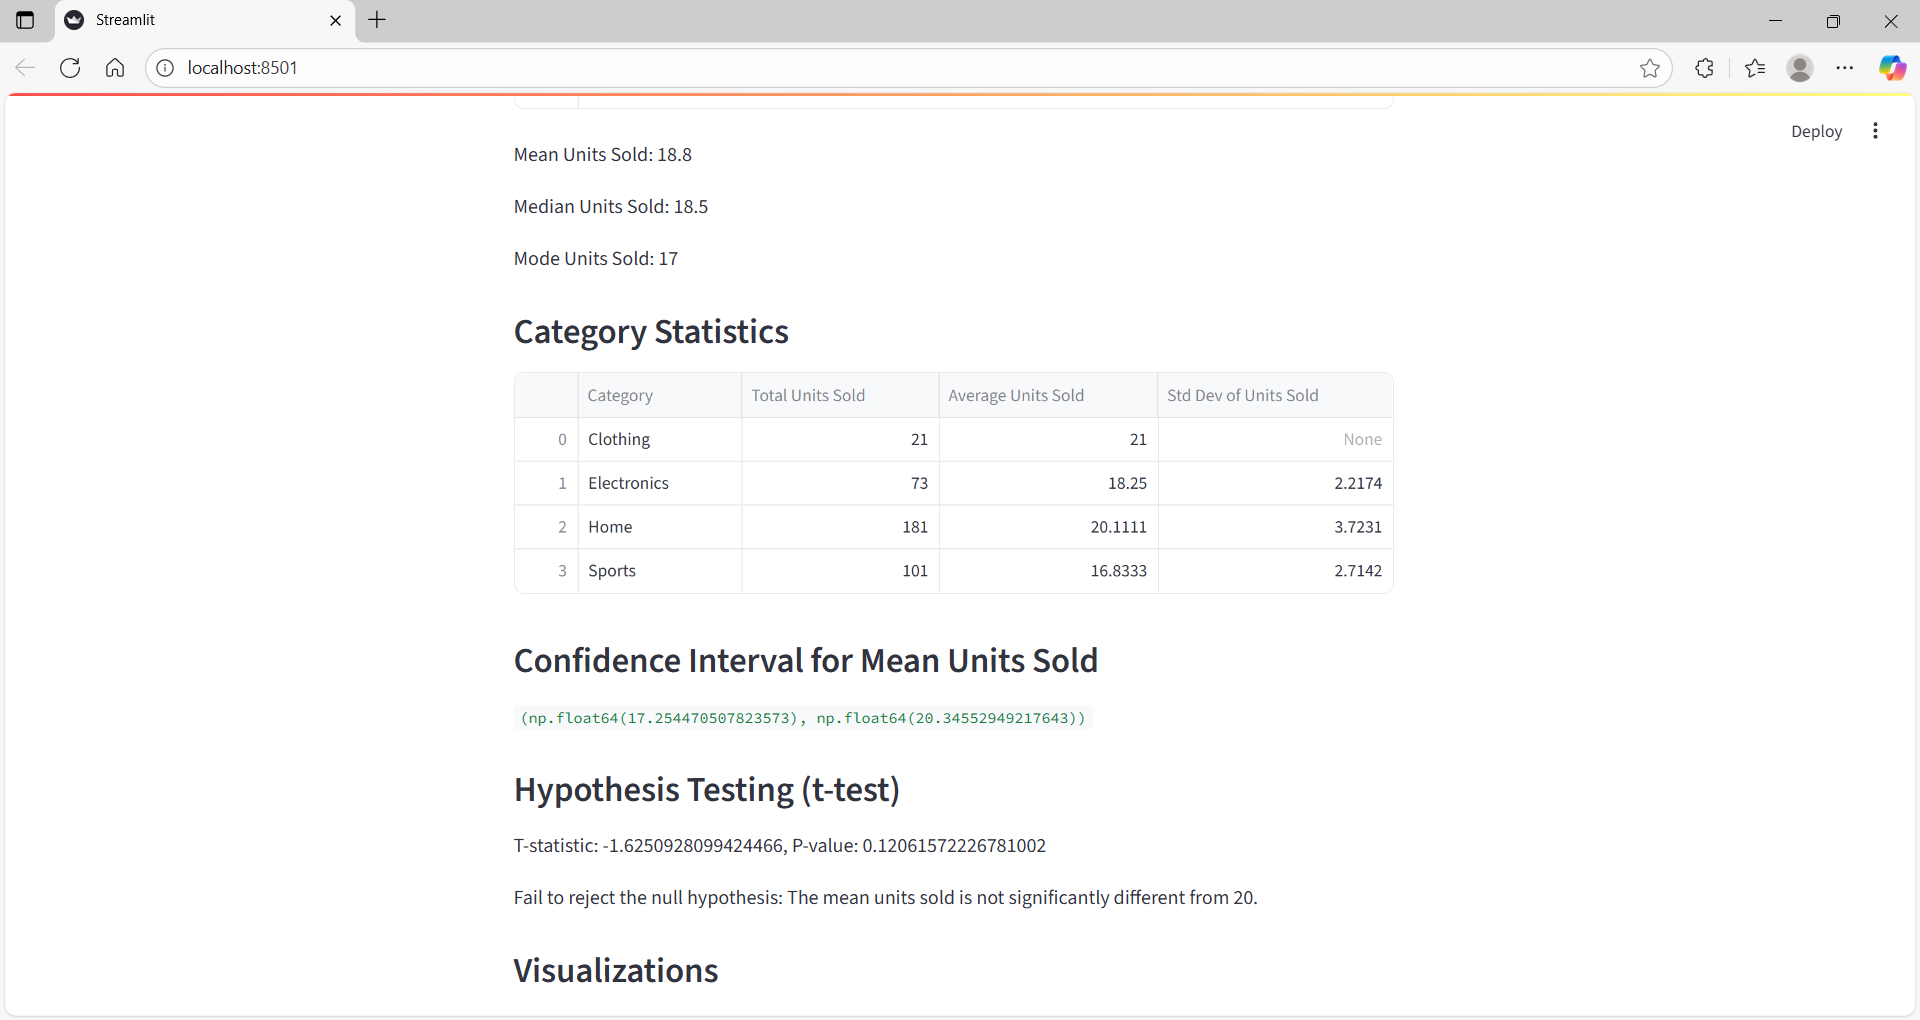 Streamlit
localhost:8501
Deploy
Mean Units Sold: 18.8
Median Units Sold: 18.5
Mode Units Sold: 17
Category Statistics
Category Total Units Sold Average Units Sold Std Dev of Units Sold
0 Clothing 21 21 None
1 Electronics 73 18.25 2.2174
2 Home 181 20.1111 3.7231
3 Sports 101 16.8333 2.7142
Confidence Interval for Mean Units Sold
(np.float64(17.254470507823573), np.float64(20.34552949217643))
Hypothesis Testing (t-test)
T-statistic: -1.6250928099424466, P-value: 0.12061572226781002
Fail to reject the null hypothesis: The mean units sold is not significantly different from 20.
Visualizations